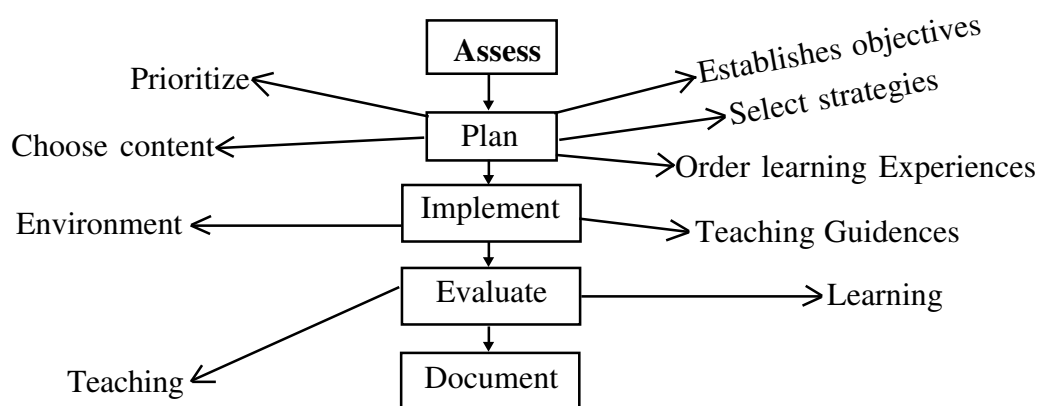 Assess
Establishes objectives
Prioritize
Select strategies
Plan
Choose content
Order learning Experiences
Implement
Environment
Teaching Guidences
Evaluate
Learning
Teaching
Document